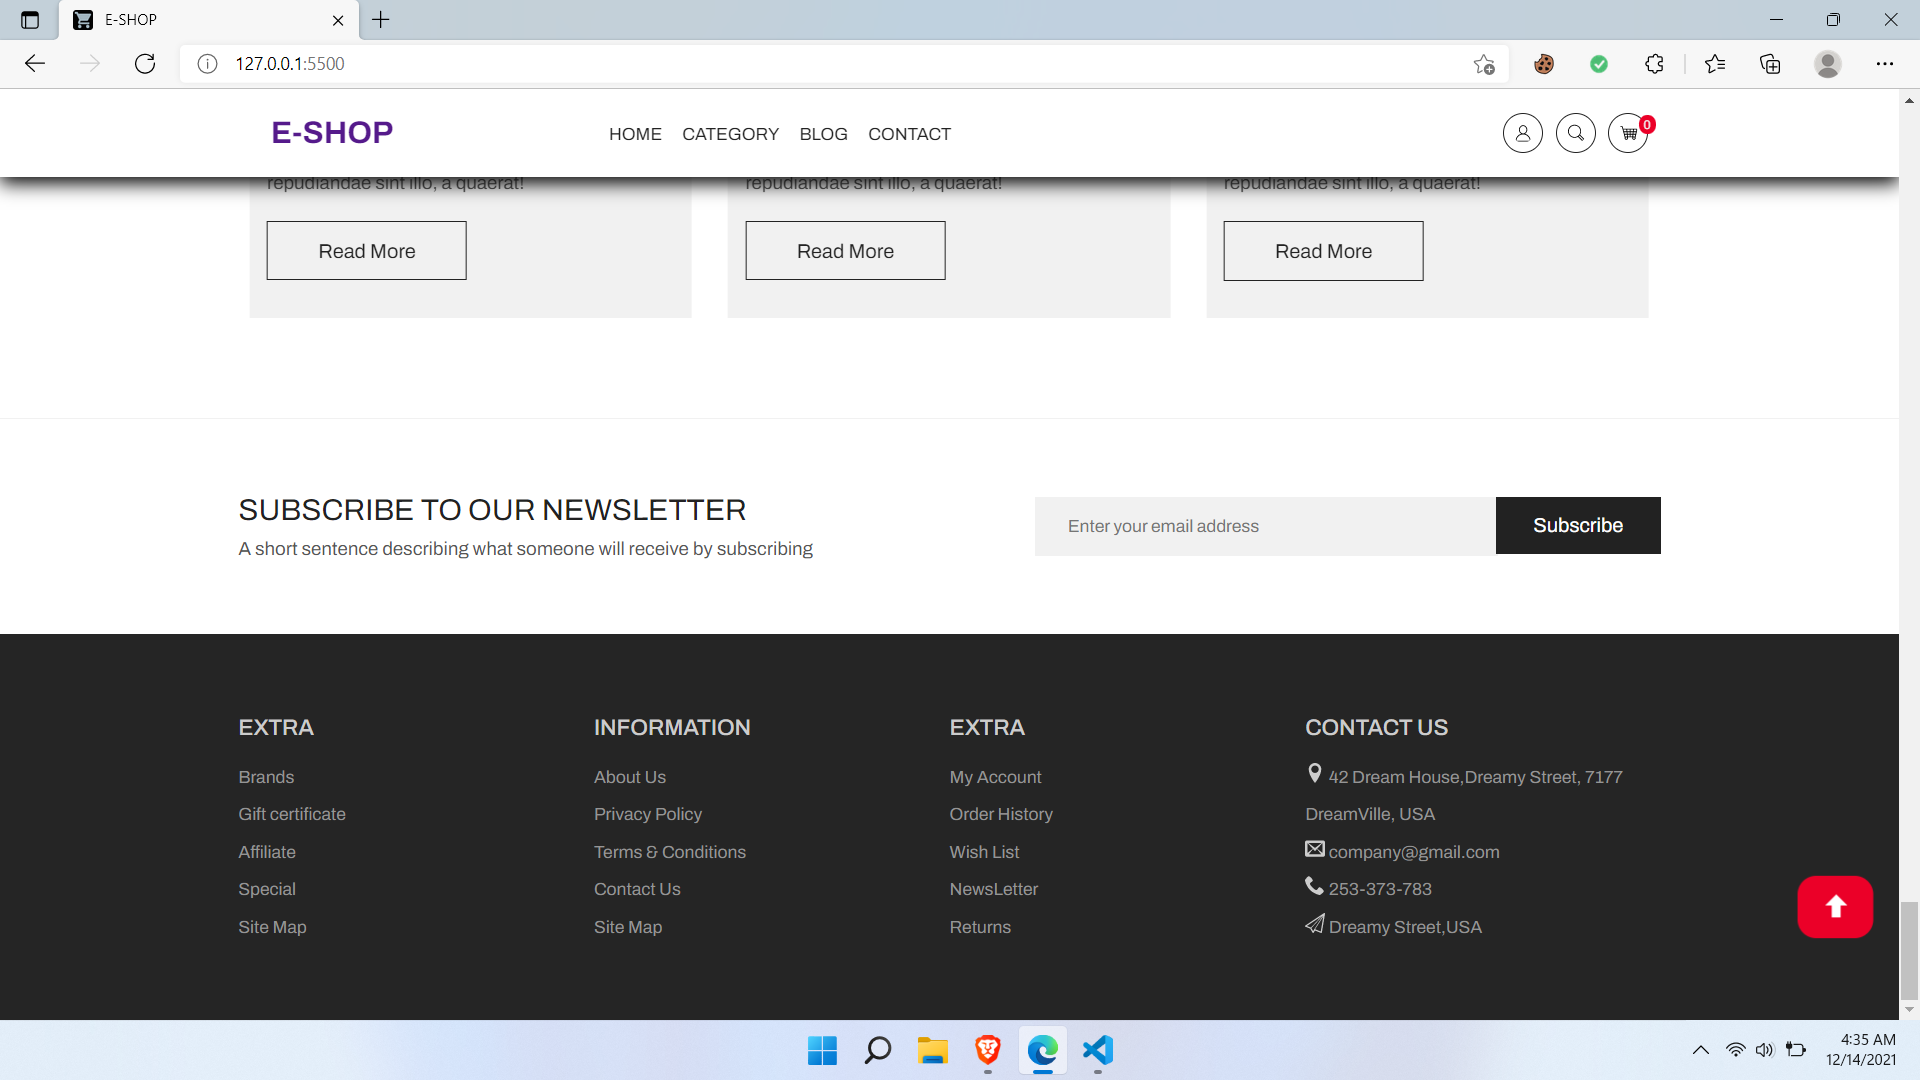 E-SHOP
127.0.0.1:5500
E-SHOP
HOME CATEGORY BLOG CONTACT
0
repudiandae sint illo, a quaerat!
repudiandae sint illo, a quaerat!
repudiandae sint illo, a quaerat!
Read More
Read More
Read More
SUBSCRIBE TO OUR NEWSLETTER
A short sentence describing what someone will receive by subscribing
Enter your email address
Subscribe
EXTRA
Brands
Gift certificate
Affiliate
Special
Site Map
INFORMATION
About Us
Privacy Policy
Terms & Conditions
Contact Us
Site Map
EXTRA
My Account
Order History
Wish List
NewsLetter
Returns
CONTACT US
42 Dream House,Dreamy Street, 7177
DreamVille, USA
company@gmail.com
253-373-783
Dreamy Street,USA
4:35 AM
12/14/2021